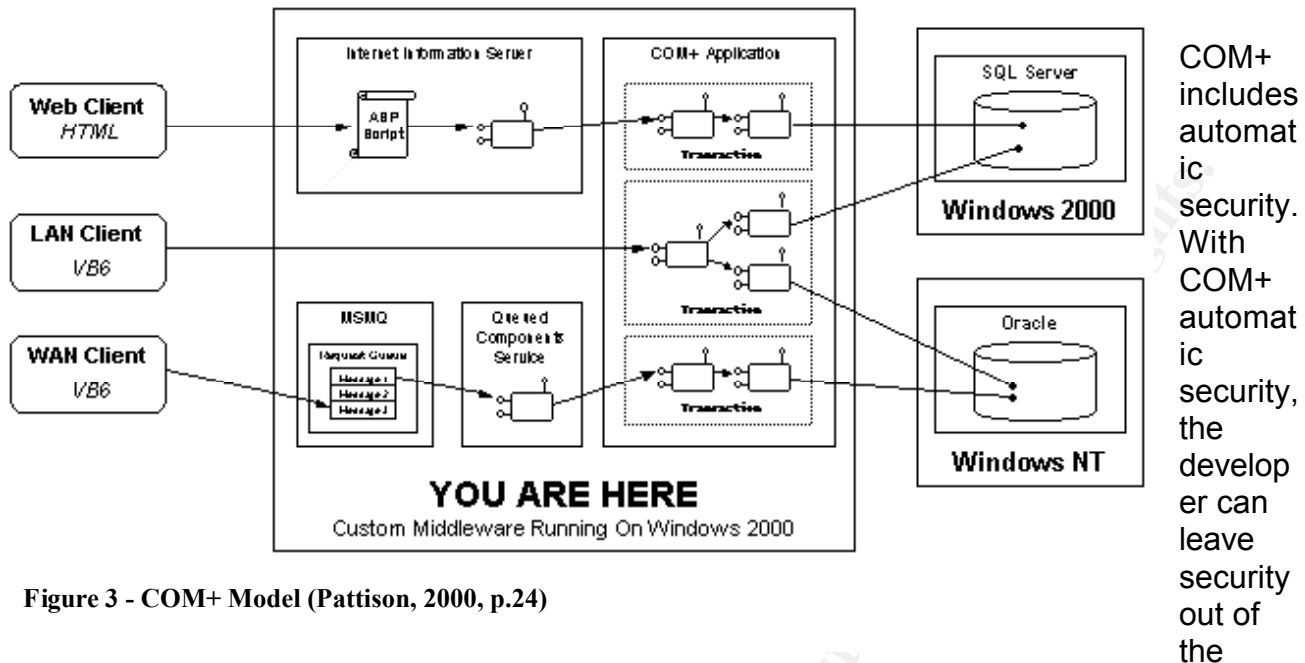 Internet Information Server
COM+ Application
SQL Server
Web Client
HTML
ASP
Script
Transaction
Windows 2000
LAN Client
VB6
Transaction
MSMQ
Queued
Components
Service
Oracle
WAN Client
VB6
Request Queue
Message 1
Message 2
Message 3
Transaction
Windows NT
YOU ARE HERE
Custom Middleware Running On Windows 2000
Figure 3 - COM+ Model (Pattison, 2000, p.24)
COM+
includes
automat
ic
security.
With
COM+
automat
ic
security,
the
develop
er can
leave
security
out of
the